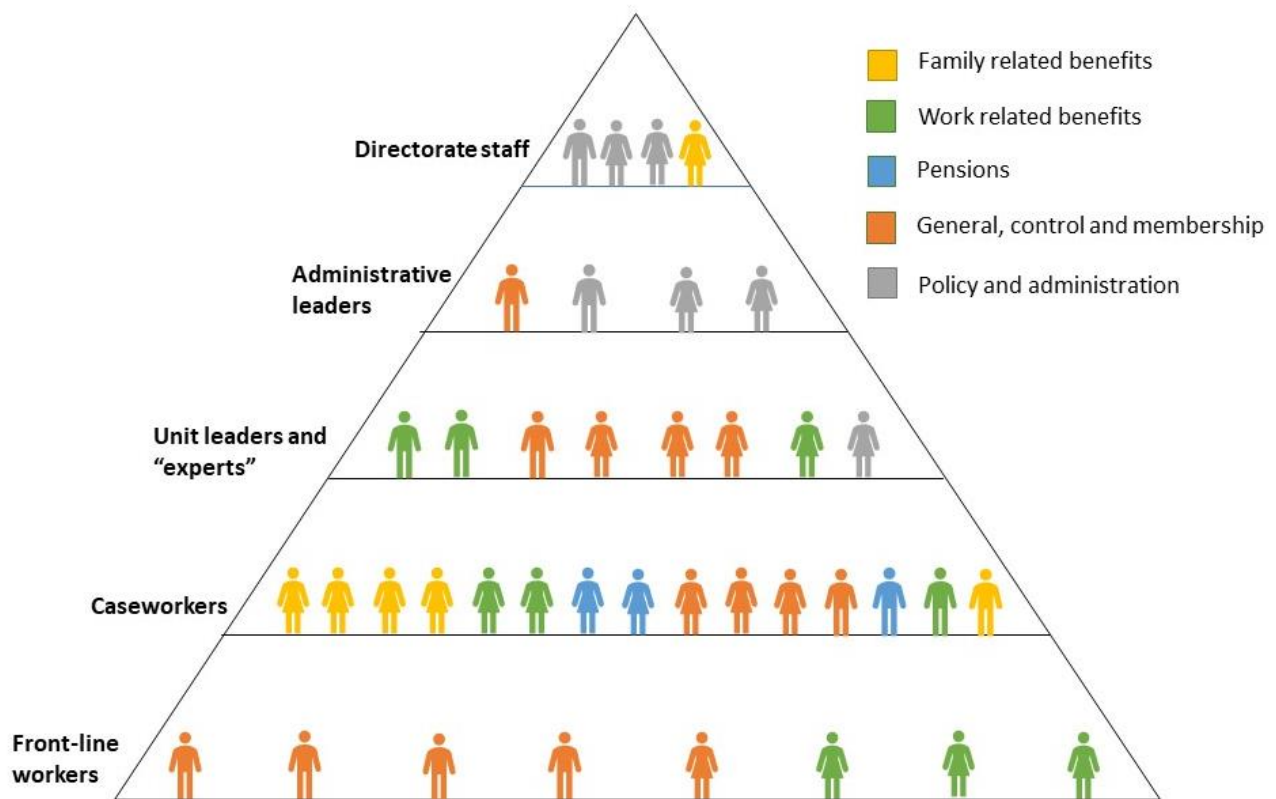 Family related benefits
Work related benefits
Directorate staff
Pensions
General, control and membership
Administrative
leaders
Policy and administration
Unit leaders and
“experts”
Caseworkers
Front-line
workers